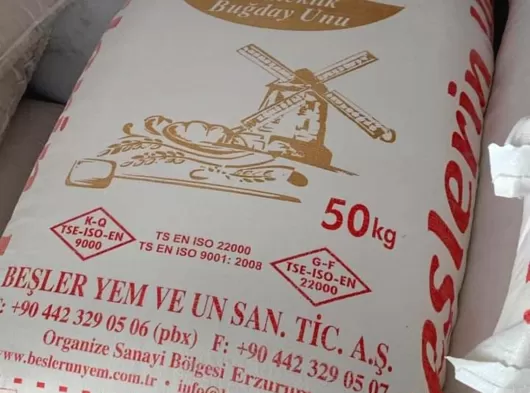 Buğday Unu
50kg
K-Q
TSE-ISO-EN
9000
TS EN ISO 22000
TS EN ISO 9001: 2008
G-F
TSE-ISO-EN
22000
BEŞLER YEM VE UN SAN. TİC. A.Ş.
: +90 442 329 05 06 (pbx) F: +90 442 329 05 07
Organize Sanayi Bölgesi Erzurum
www.beslerunyem.com.tr •
eşlerin